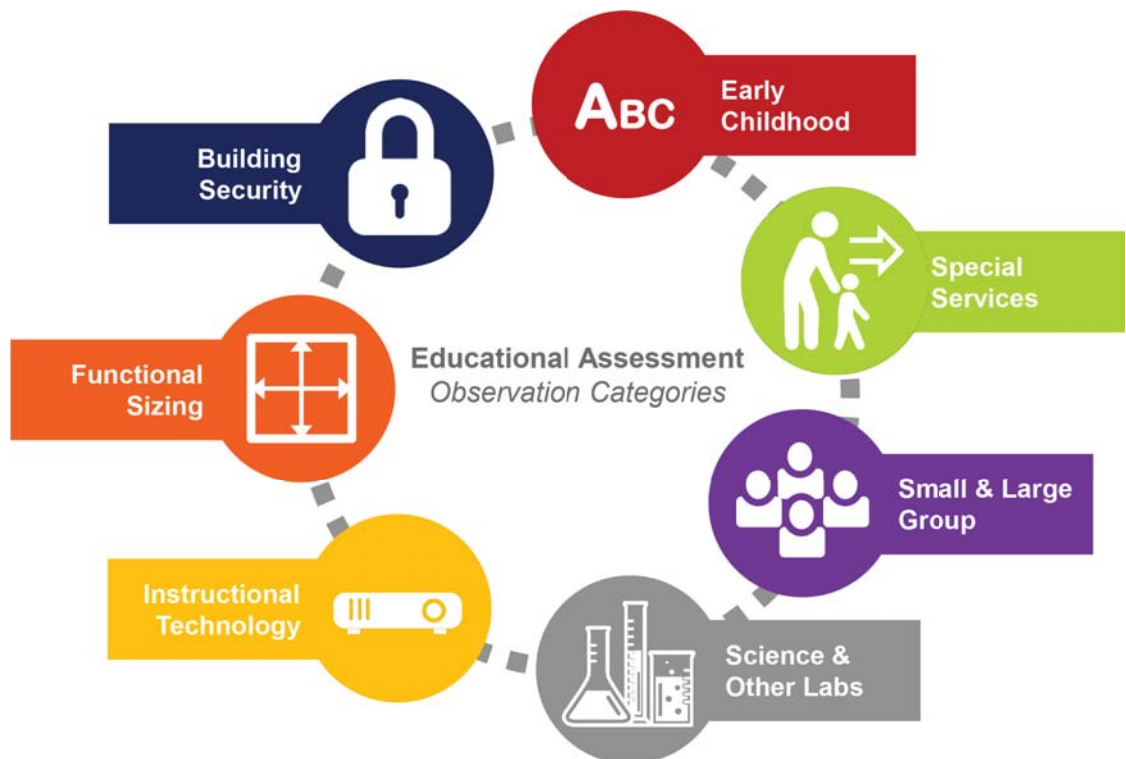 ABC
Early
Childhood
Building
Security
Special
Services
Functional
Sizing
Educational Assessment
Observation Categories
Small & Large
Group
Instructional
Technology
Science &
Other Labs